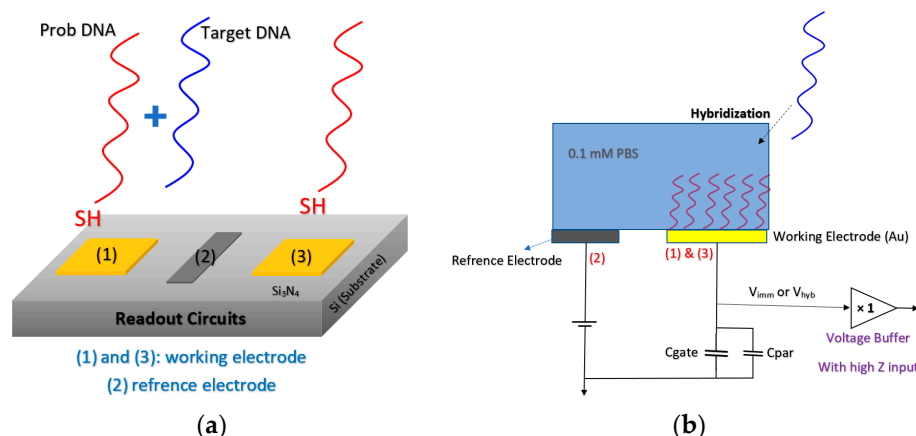 Prob DNA
Target DNA
+
SH
SH
(1)
(2)
(3)
Si₃N₄
Si (Substrate)
Readout Circuits
(1) and (3): working electrode
(2) refrence electrode
(a)
Hybridization
0.1 mM PBS
Working Electrode (Au)
Refrence Electrode
(2)
(1) & (3)
Vimm or Vhyb
× 1
Voltage Buffer
With high Z input
Cgate
Cpar
(b)